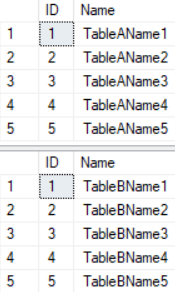 ID Name
1 1 TableAName1
2 2 TableAName2
3 3 TableAName3
4 4 TableAName4
5 5 TableAName5
ID Name
1 1 TableBName1
2 2 TableBName2
3 3 TableBName3
4 4 TableBName4
5 5 TableBName5